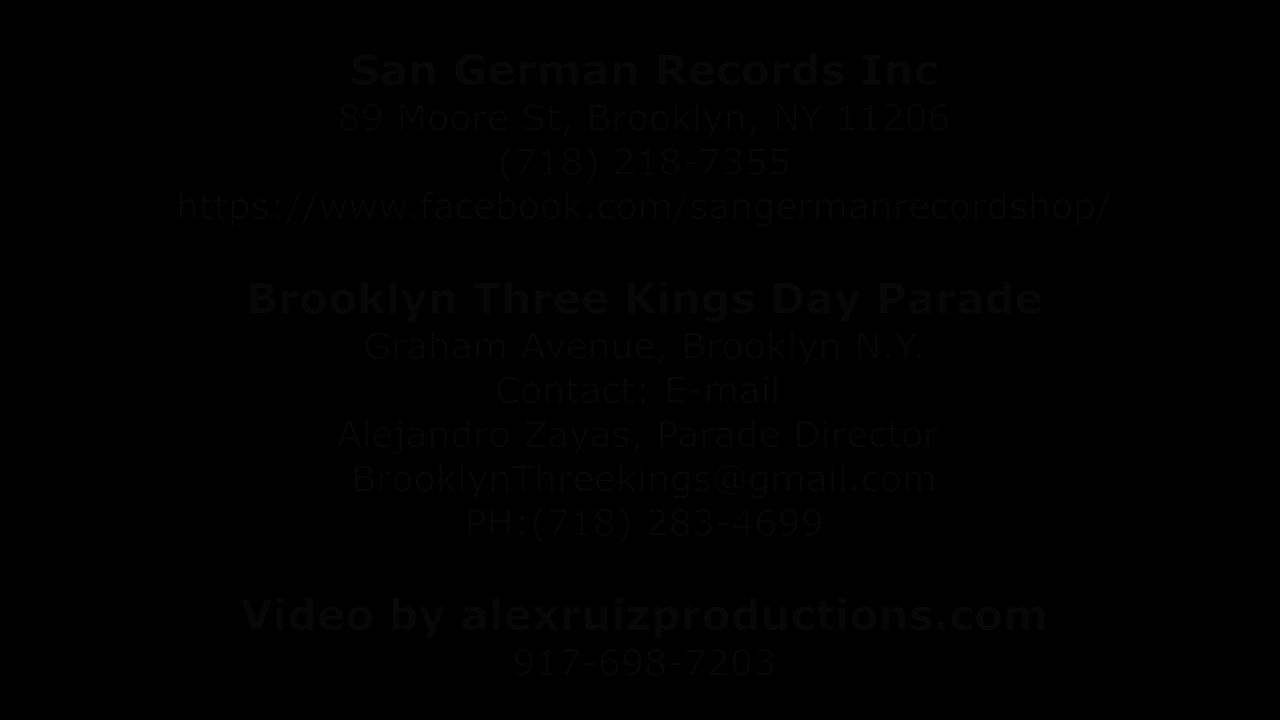 San German Records Inc
89 Moore St, Brooklyn, NY 11206
(718) 218-7355
https://www.facebook.com/sangermanrecordshop/
Brooklyn Three Kings Day Parade
Graham Avenue, Brooklyn N.Y.
Contact: E-mail
Alejandro Zayas, Parade Director
BrooklynThreekings@gmail.com
PH:(718) 283-4699
Video by alexruizproductions.com
917-698-7203